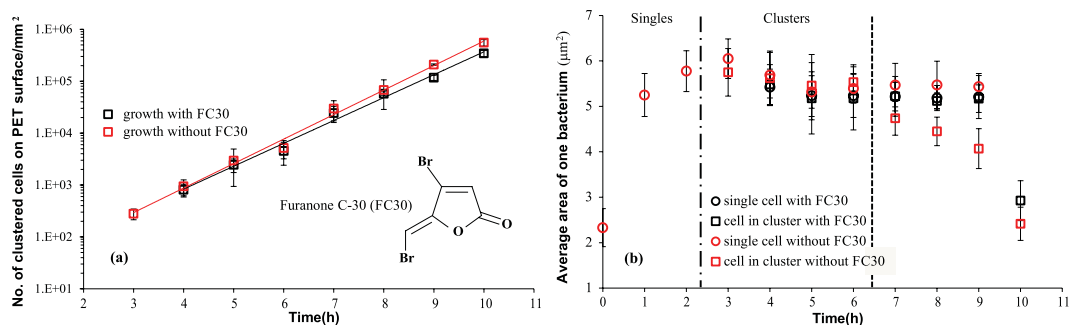 No. of clustered cells on PET surface/mm²
1.E+06
1.E+05
1.E+04
1.E+03
1.E+02
1.E+01
growth with FC30
growth without FC30
Furanone C-30 (FC30)
Br
O
O
Br
(a)
2 3 4 5 6 7 8 9 10 11
Time(h)
Average area of one bacterium (μm²)
7
6
5
4
3
2
1
Singles
Clusters
single cell with FC30
cell in cluster with FC30
single cell without FC30
cell in cluster without FC30
(b)
0 1 2 3 4 5 6 7 8 9 10 11
Time(h)